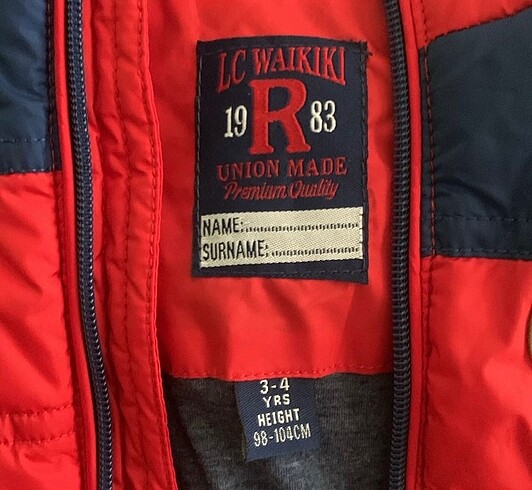 LC WAIKIKI
19 R 83
UNION MADE
Premium Quality
NAME:
SURNAME:
3-4
YRS
HEIGHT
98-104CM